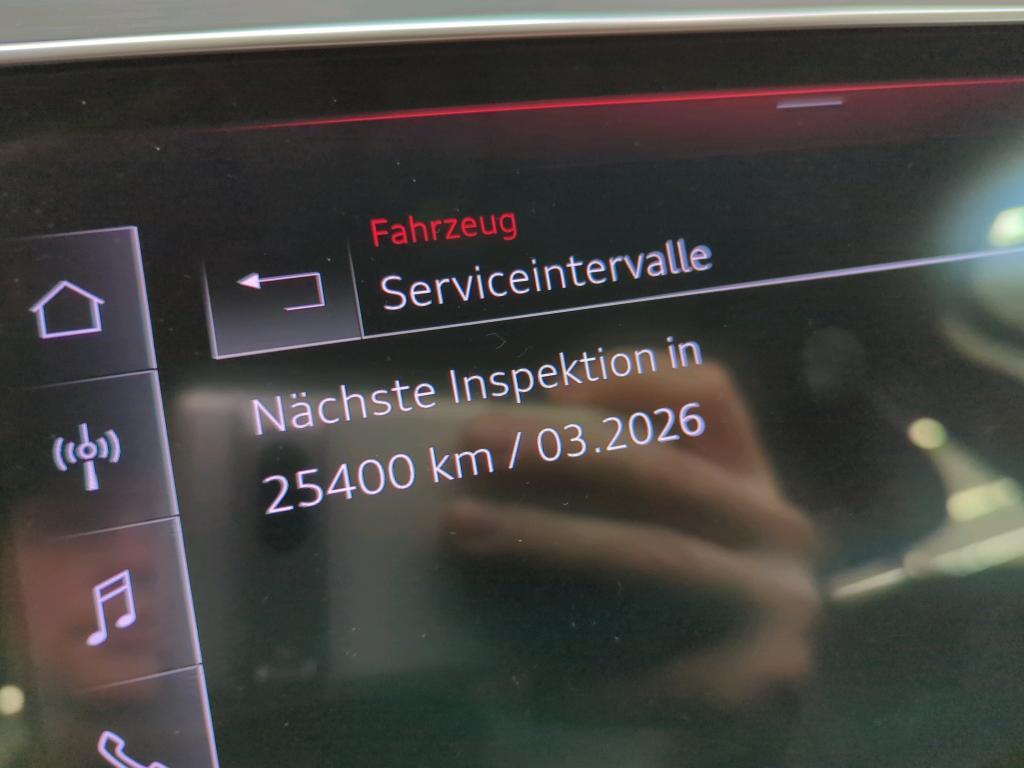 Fahrzeug
Serviceintervalle
Nächste Inspektion in
25400 km / 03.2026